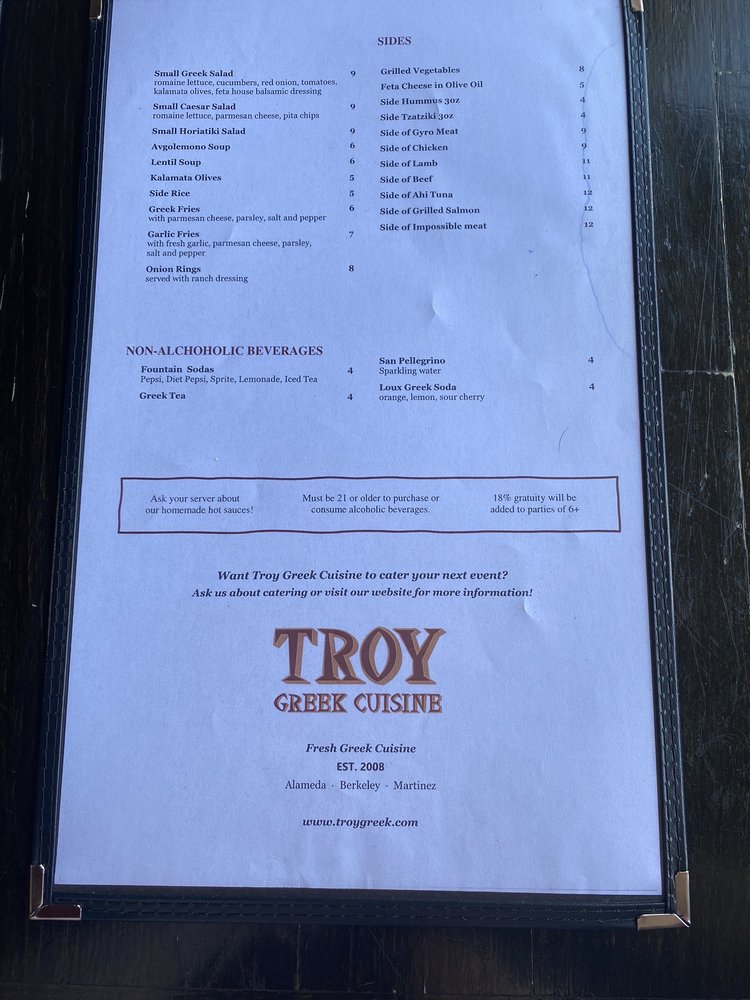 SIDES
Small Greek Salad 9
romaine lettuce, cucumbers, red onion, tomatoes,
kalamata olives, feta house balsamic dressing
Small Caesar Salad 9
romaine lettuce, parmesan cheese, pita chips
Small Horiatiki Salad 9
Avgolemono Soup 6
Lentil Soup 6
Kalamata Olives 5
Side Rice 5
Greek Fries 6
with parmesan cheese, parsley, salt and pepper
Garlic Fries 7
with fresh garlic, parmesan cheese, parsley,
salt and pepper
Onion Rings 8
served with ranch dressing
Grilled Vegetables 8
Feta Cheese in Olive Oil 5
Side Hummus 3oz 4
Side Tzatziki 3oz 4
Side of Gyro Meat 9
Side of Chicken 9
Side of Lamb 11
Side of Beef 11
Side of Ahi Tuna 12
Side of Grilled Salmon 12
Side of Impossible meat 12
NON-ALCHOHOLIC BEVERAGES
Fountain Sodas 4
Pepsi, Diet Pepsi, Sprite, Lemonade, Iced Tea
Greek Tea 4
San Pellegrino 4
Sparkling water
Loux Greek Soda 4
orange, lemon, sour cherry
Ask your server about
our homemade hot sauces!
Must be 21 or older to purchase or
consume alcoholic beverages.
18% gratuity will be
added to parties of 6+
Want Troy Greek Cuisine to cater your next event?
Ask us about catering or visit our website for more information!
TROY
GREEK CUISINE
Fresh Greek Cuisine
EST. 2008
Alameda · Berkeley · Martinez
www.troygreek.com